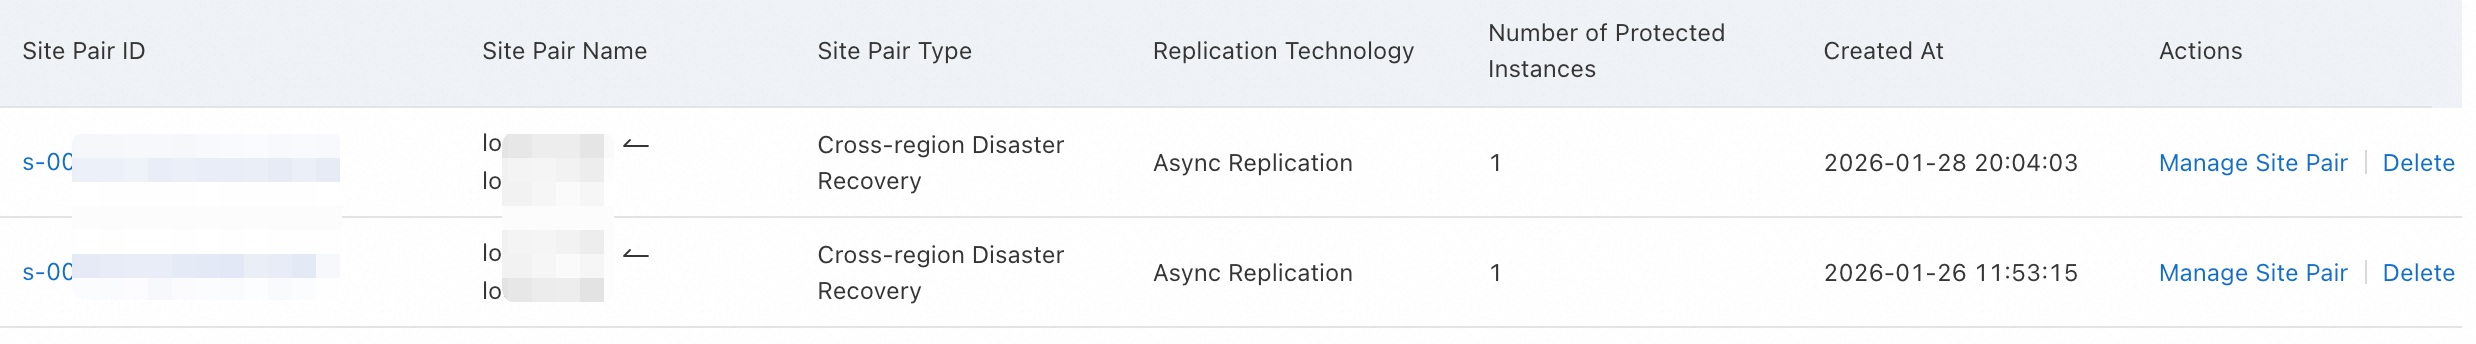 Site Pair ID
Site Pair Name
Site Pair Type
Replication Technology
Number of Protected
Instances
Created At
Actions
s-00
lo
lo
Cross-region Disaster
Recovery
Async Replication
1
2026-01-28 20:04:03
Manage Site Pair
Delete
s-00
lo
lo
Cross-region Disaster
Recovery
Async Replication
1
2026-01-26 11:53:15
Manage Site Pair
Delete